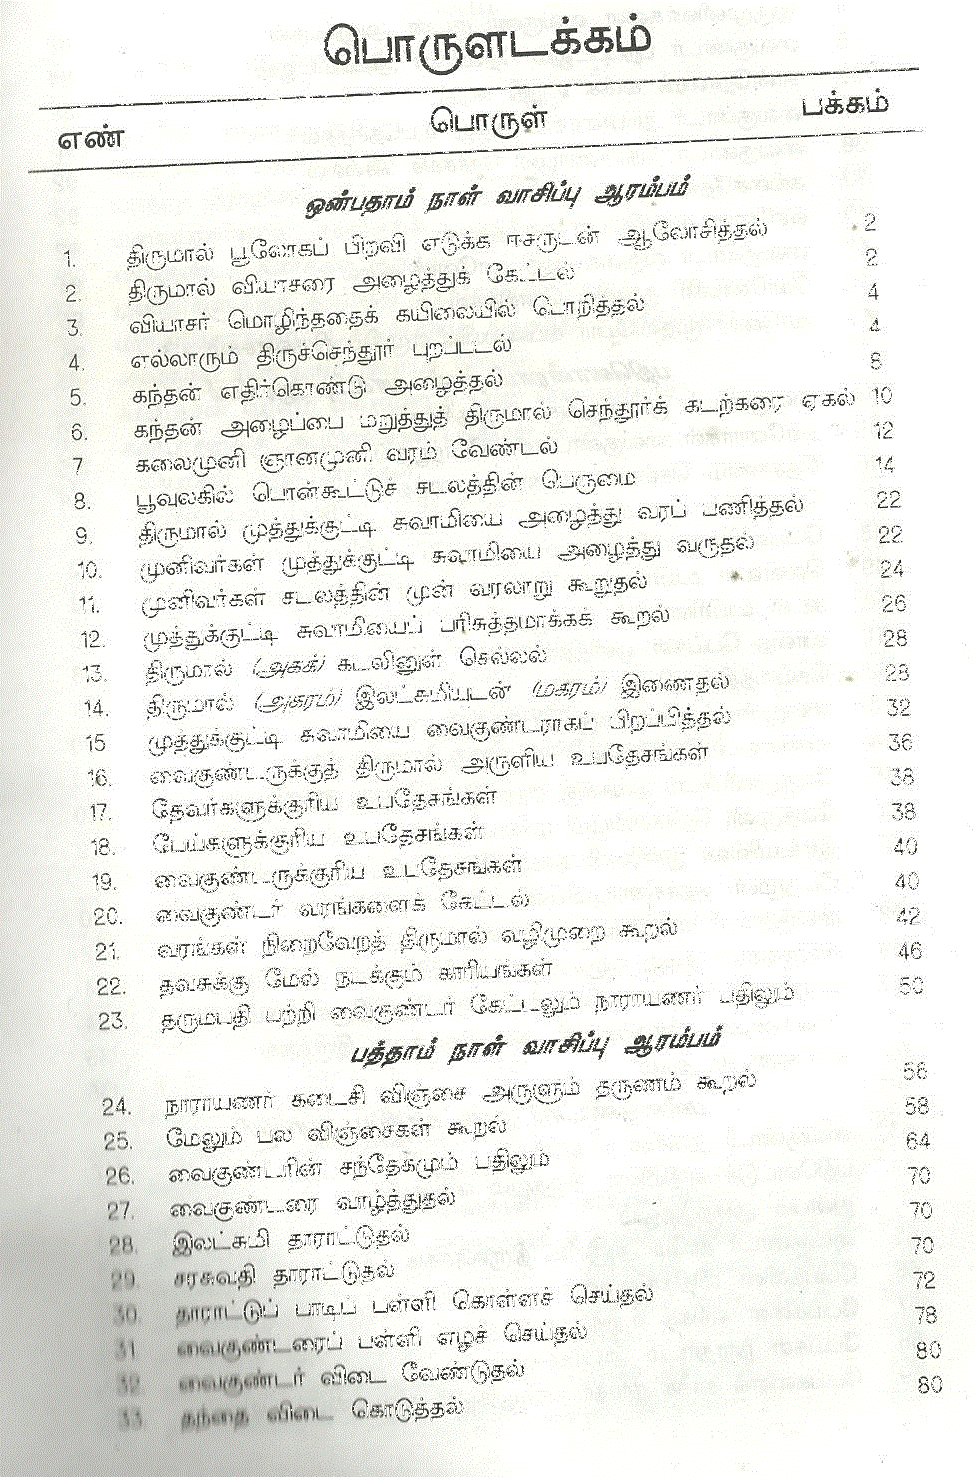 பொருளடக்கம்
எண் பொருள் பக்கம்
ஒன்பதாம் நாள் வாசிப்பு ஆரம்பம்
1. திருமால் பூலோகப் பிறவி எடுக்க ஈசருடன் ஆலோசித்தல் 2
2. திருமால் வியாசரை அழைத்துக் கேட்டல் 2
3. வியாசர் மொழிந்ததைக் கயிலையில் பொறித்தல் 4
4. எல்லாரும் திருச்செந்தூர் புறப்பட்டல் 4
5. கந்தன் எதிர்கொண்டு அழைத்தல் 8
6. கந்தன் அழைப்பை மறுத்துத் திருமால் செந்தூர்க் கடற்கரை ஏகல் 10
7 கலைமுனி ஞானமுனி வரம் வேண்டல் 12
8. பூவுலகில் பொன்கூட்டுச் சடலத்தின் பெருமை 14
9. திருமால் முத்துக்குட்டி சுவாமியை அழைத்து வரப் பணித்தல் 22
10. முனிவர்கள் முத்துக்குட்டி சுவாமியை அழைத்து வருதல் 22
11. முனிவர்கள் சடலத்தின் முன் வரலாறு கூறுதல் 24
12. முத்துக்குட்டி சுவாமியைப் பரிசுத்தமாக்கக் கூறல் 26
13. திருமால் கடலினுள் செல்லல் 28
14. திருமால் (அகரம்) இலட்சுமியுடன் (மகரம்) இணைதல் 28
15 முத்துக்குட்டி சுவாமியை வைகுண்டராகப் பிறப்பித்தல் 32
16. வைகுண்டருக்குத் திருமால் அருளிய உபதேசங்கள் 36
17. தேவர்களுக்குரிய உபதேசங்கள் 38
18. பேய்களுக்குரிய உபதேசங்கள் 38
19. வைகுண்டருக்குரிய உபதேசங்கள் 40
20. வைகுண்டர் வரங்களைக் கேட்டல் 40
21. வரங்கள் நிறைவேறத் திருமால் வழிமுறை கூறல் 42
22. தவசுக்கு மேல் நடக்கும் காரியங்கள் 46
23. தருமபதி பற்றி வைகுண்டர் கேட்டலும் நாராயணர் பதிலும் 50
பத்தாம் நாள் வாசிப்பு ஆரம்பம்
24. நாராயணர் கடைசி விஞ்சை அருளும் தருணம் கூறல் 56
25. மேலும் பல விஞ்சைகள் கூறல் 58
26. வைகுண்டரின் சந்தேகமும் பதிலும் 64
27. வைகுண்டரை வாழ்த்துதல் 70
28. இலட்சுமி தாராட்டுதல் 70
29. சரசுவதி தாராட்டுதல் 70
30. தாராட்டுப் பாடிப் பள்ளி கொள்ளச் செய்தல் 72
31 வைகுண்டரைப் பள்ளி எழச் செய்தல் 78
32. வைகுண்டர் விடை வேண்டுதல் 80
33 தந்தை விடை கொடுத்தல் 80